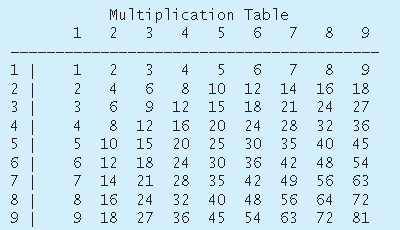 Multiplication Table
1 2 3 4 5 6 7 8 9
-----------------------------------------
1 | 1 2 3 4 5 6 7 8 9
2 | 2 4 6 8 10 12 14 16 18
3 | 3 6 9 12 15 18 21 24 27
4 | 4 8 12 16 20 24 28 32 36
5 | 5 10 15 20 25 30 35 40 45
6 | 6 12 18 24 30 36 42 48 54
7 | 7 14 21 28 35 42 49 56 63
8 | 8 16 24 32 40 48 56 64 72
9 | 9 18 27 36 45 54 63 72 81